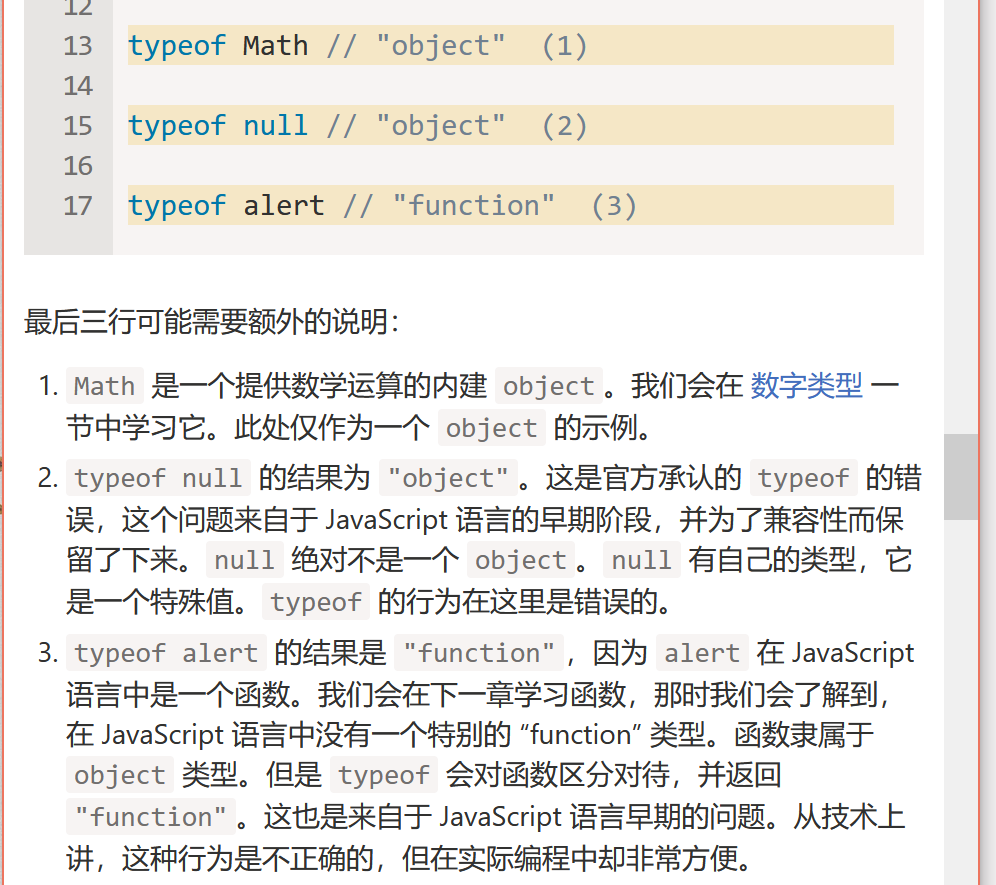 12
13 typeof Math // "object"  (1)
14
15 typeof null // "object"  (2)
16
17 typeof alert // "function"  (3)
最后三行可能需要额外的说明：
1. Math 是一个提供数学运算的内建 object。我们会在 数字类型 一
节中学习它。此处仅作为一个 object 的示例。
2. typeof null 的结果为 "object"。这是官方承认的 typeof 的错
误，这个问题来自于 JavaScript 语言的早期阶段，并为了兼容性而保
留了下来。null 绝对不是一个 object。null 有自己的类型，它
是一个特殊值。typeof 的行为在这里是错误的。
3. typeof alert 的结果是 "function"，因为 alert 在 JavaScript
语言中是一个函数。我们会在下一章学习函数，那时我们会了解到，
在 JavaScript 语言中没有一个特别的 “function” 类型。函数隶属于
object 类型。但是 typeof 会对函数区分对待，并返回
"function"。这也是来自于 JavaScript 语言早期的问题。从技术上
讲，这种行为是不正确的，但在实际编程中却非常方便。